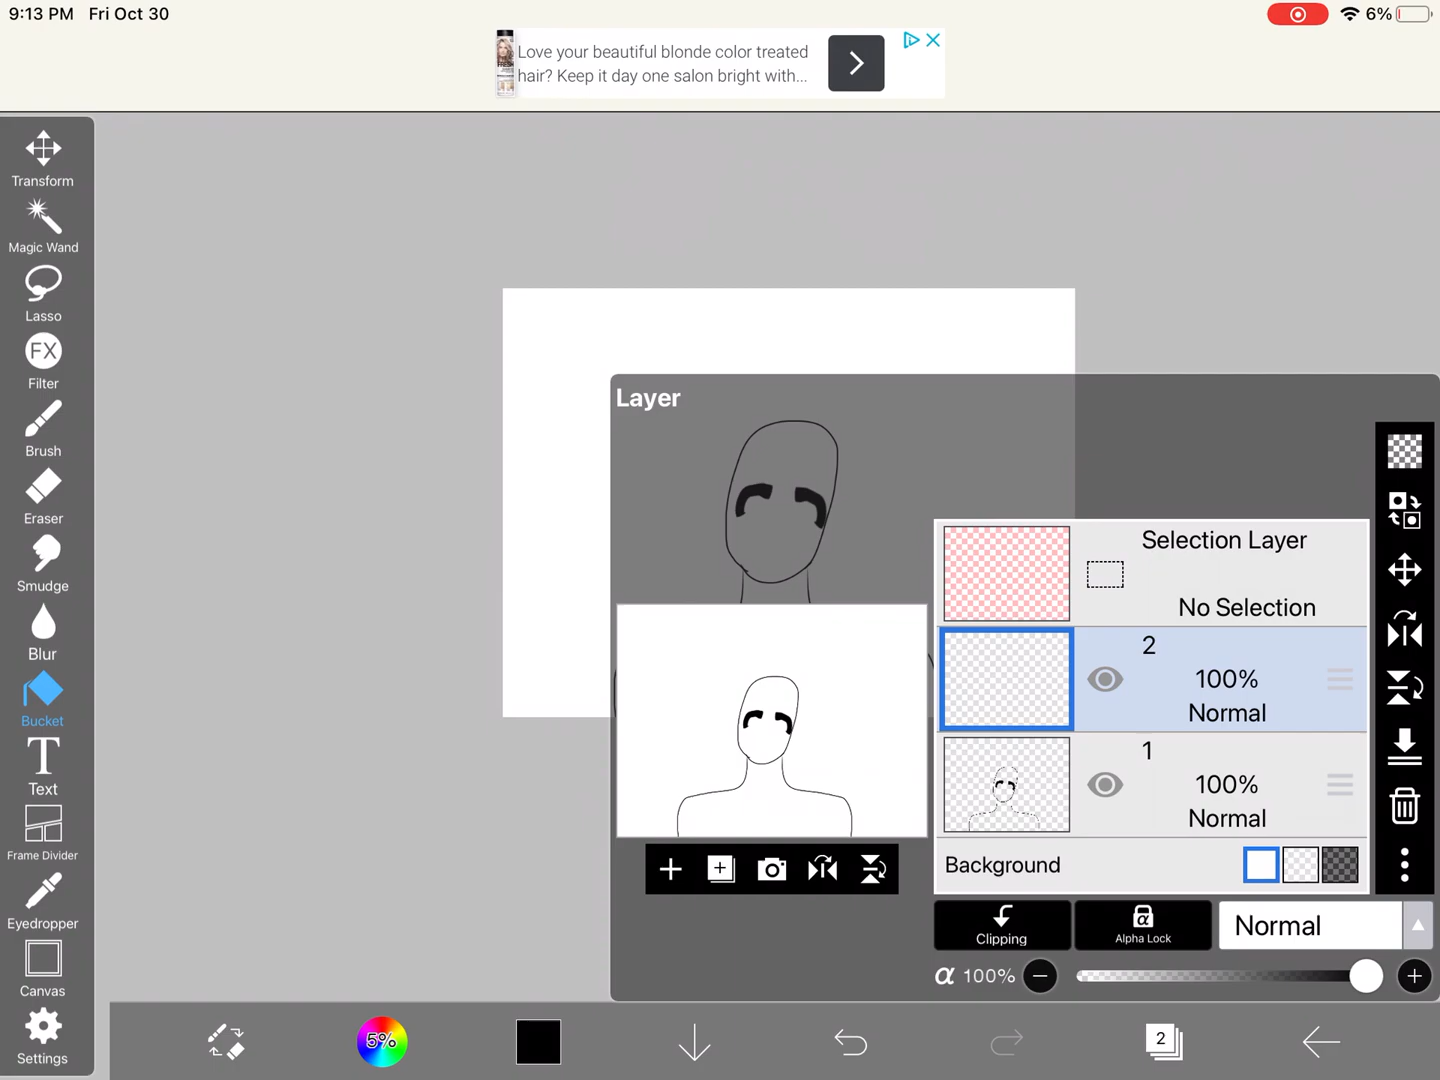 9:13 PM Fri Oct 30
6%
Love your beautiful blonde color treated
hair? Keep it day one salon bright with...
Transform
Magic Wand
Lasso
FX
Filter
Brush
Eraser
Smudge
Blur
Bucket
T
Text
Frame Divider
Eyedropper
Canvas
Settings
Layer
Selection Layer
No Selection
2
100%
Normal
1
100%
Normal
Background
Clipping
α
Alpha Lock
Normal
α 100%
5%
2